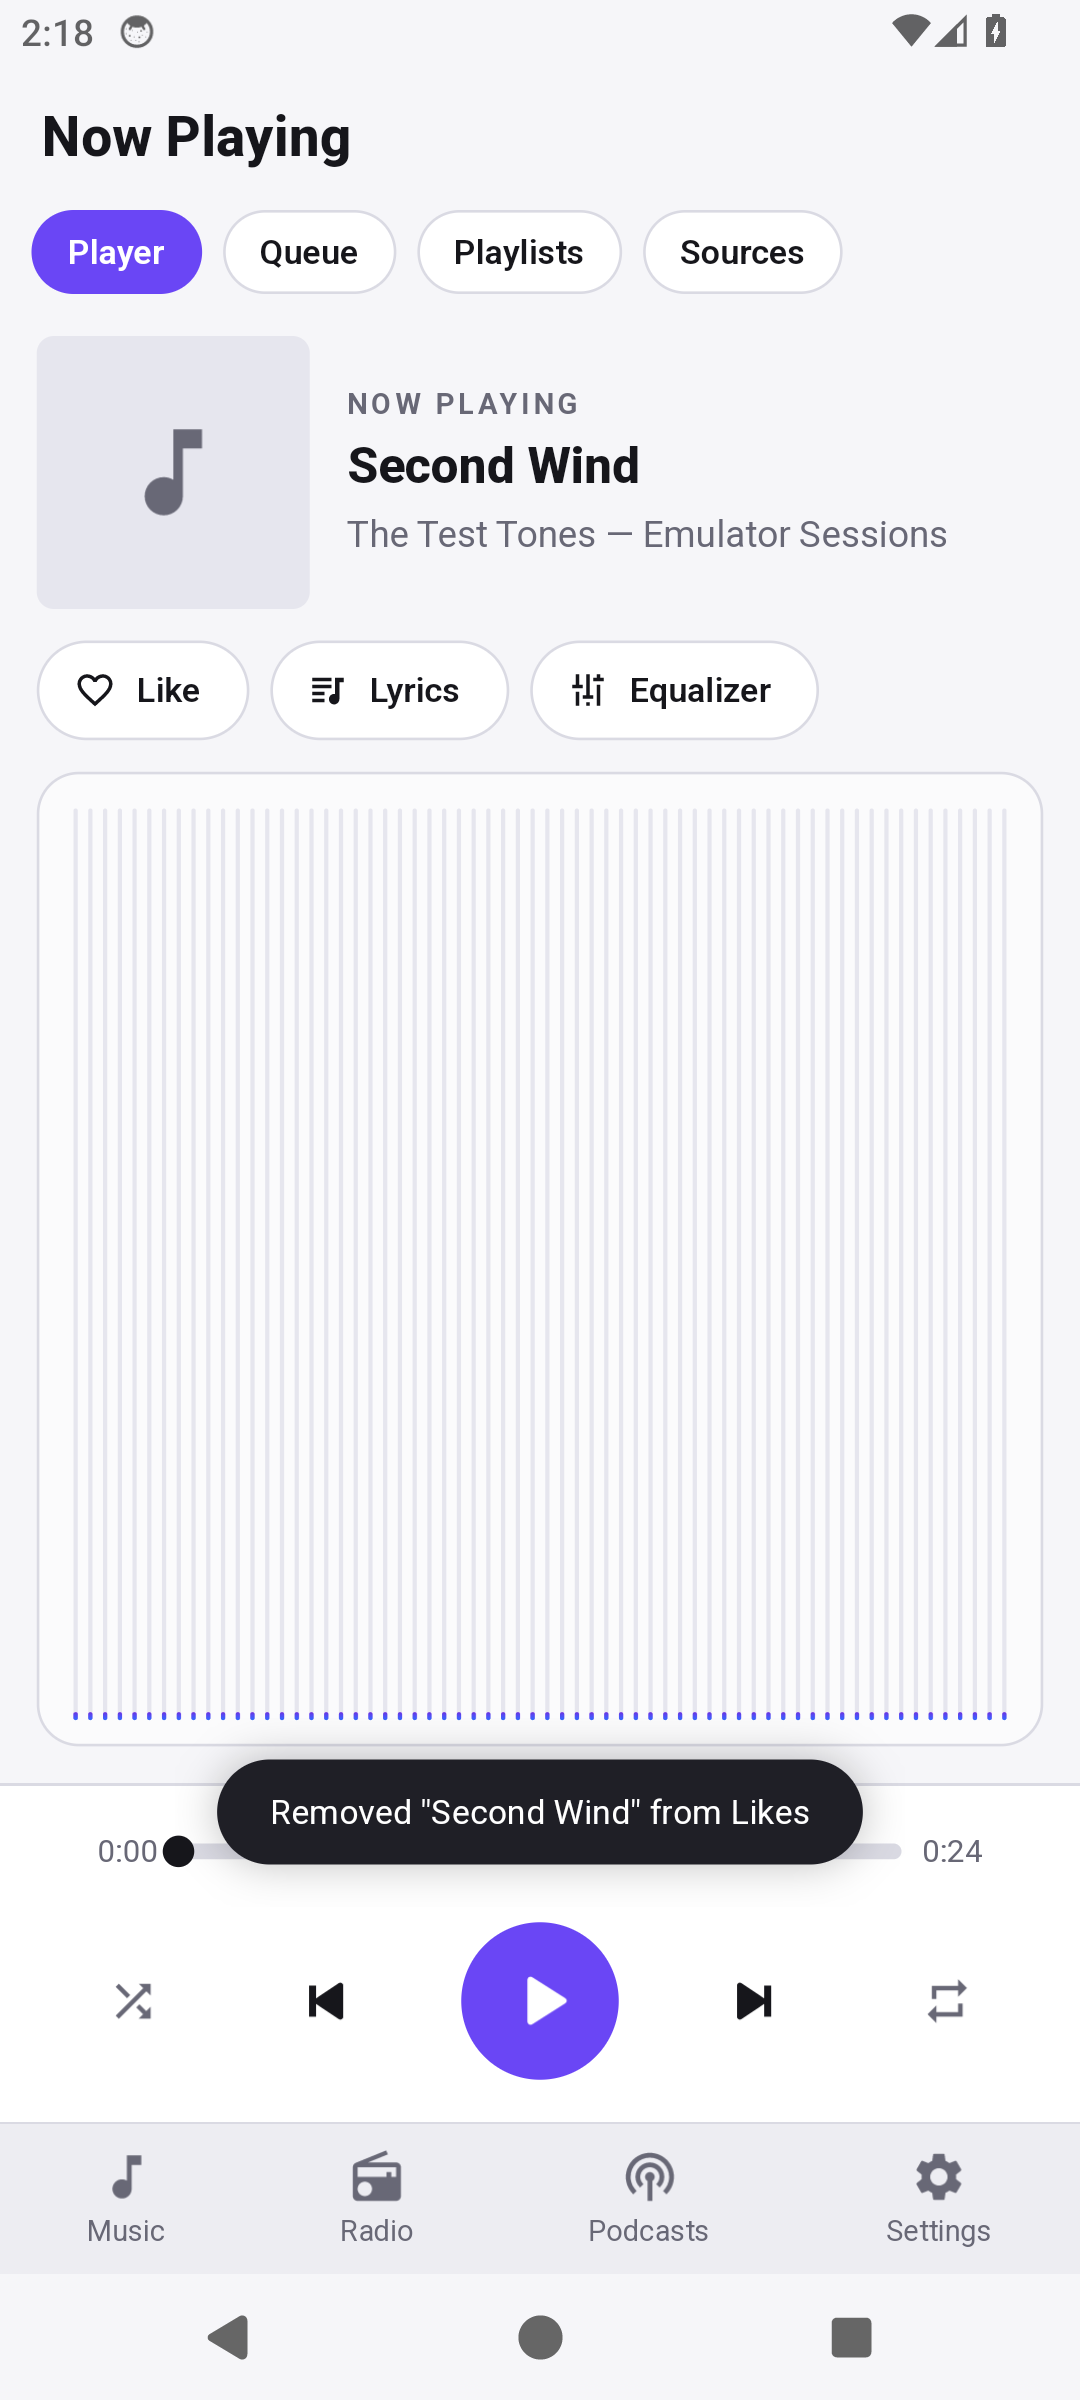 2:18
Now Playing
Player Queue Playlists Sources
NOW PLAYING
Second Wind
The Test Tones — Emulator Sessions
Like Lyrics Equalizer
Removed "Second Wind" from Likes
0:00 0:24
Music Radio Podcasts Settings